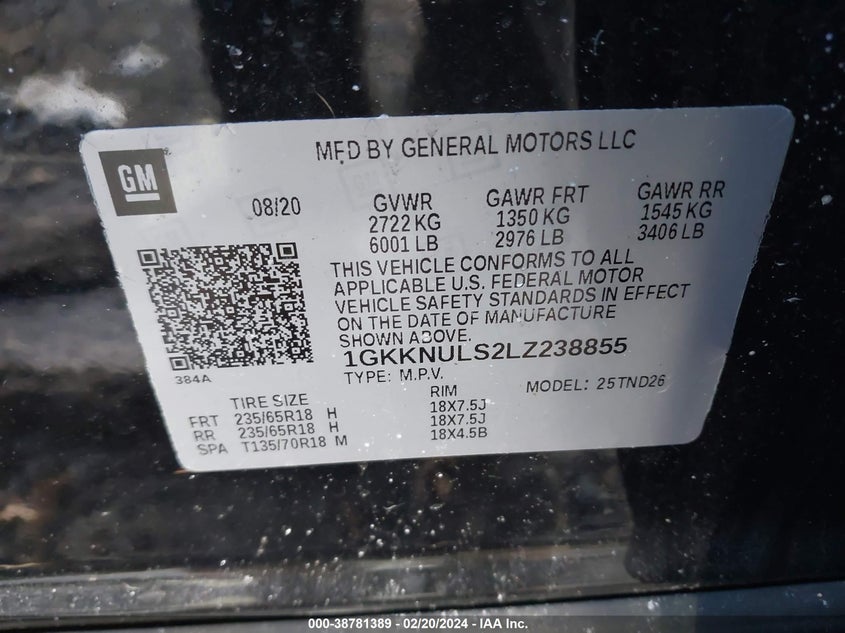 MFD BY GENERAL MOTORS LLC
GM
08/20
GVWR GAWR FRT GAWR RR
2722 KG 1350 KG 1545 KG
6001 LB 2976 LB 3406 LB
THIS VEHICLE CONFORMS TO ALL
APPLICABLE U.S. FEDERAL MOTOR
VEHICLE SAFETY STANDARDS IN EFFECT
ON THE DATE OF MANUFACTURE
SHOWN ABOVE.
1GKKNULS2LZ238855
384A
TYPE: M.P.V. MODEL: 25TND26
TIRE SIZE RIM
FRT 235/65R18 H 18X7.5J
RR 235/65R18 H 18X7.5J
SPA T135/70R18 M 18X4.5B
000-38781389 - 02/20/2024 - IAA Inc.